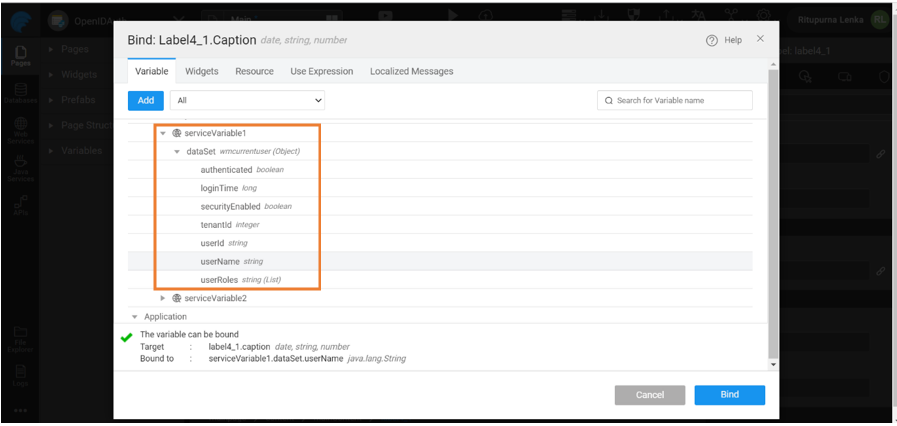 OpenIDAuth
Main
Ritupurna Lenka
RL
Bind: Label4_1.Caption date, string, number
Help
Variable Widgets Resource Use Expression Localized Messages
Add
All
Search for Variable name
serviceVariable1
dataSet wmcurrentuser (Object)
authenticated boolean
loginTime long
securityEnabled boolean
tenantId integer
userId string
userName string
userRoles string (List)
serviceVariable2
Application
The variable can be bound
Target : label4_1.caption date, string, number
Bound to : serviceVariable1.dataSet.userName java.lang.String
Cancel
Bind
Pages
Databases
Web Services
Java Services
APIs
File Explorer
Logs
Pages
Widgets
Prefabs
Page Struct
Variables
el: label4_1